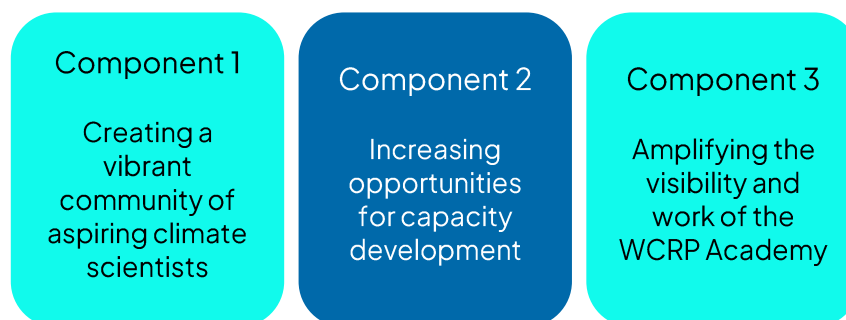 Component 1
Creating a
vibrant
community of
aspiring climate
scientists
Component 2
Increasing
opportunities
for capacity
development
Component 3
Amplifying the
visibility and
work of the
WCRP Academy